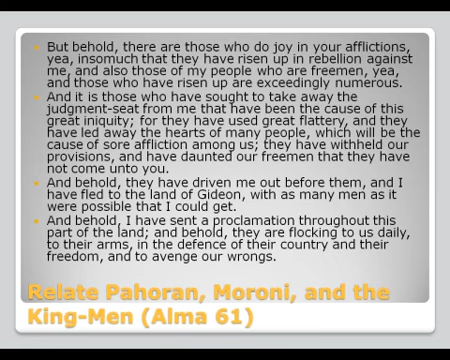 But behold, there are those who do joy in your afflictions,
yea, insomuch that they have risen up in rebellion against
me, and also those of my people who are freemen, yea,
and those who have risen up are exceedingly numerous.
And it is those who have sought to take away the
judgment-seat from me that have been the cause of this
great iniquity; for they have used great flattery, and they
have led away the hearts of many people, which will be the
cause of sore affliction among us; they have withheld our
provisions, and have daunted our freemen that they have
not come unto you.
And behold, they have driven me out before them, and I
have fled to the land of Gideon, with as many men as it
were possible that I could get.
And behold, I have sent a proclamation throughout this
part of the land; and behold, they are flocking to us daily,
to their arms, in the defence of their country and their
freedom, and to avenge our wrongs.
Relate Pahoran, Moroni, and the
King-Men (Alma 61)